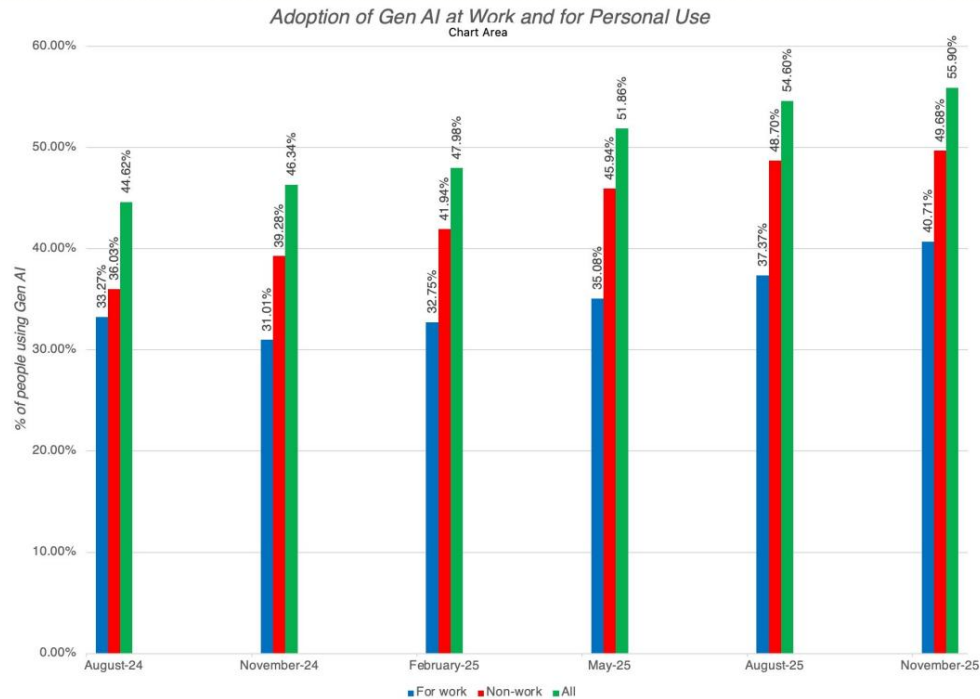 Adoption of Gen AI at Work and for Personal Use
Chart Area
60.00%
50.00%
40.00%
30.00%
20.00%
10.00%
0.00%
% of people using Gen AI
33.27%
36.03%
44.62%
31.01%
39.28%
46.34%
32.75%
41.94%
47.98%
35.08%
45.94%
51.86%
37.37%
48.70%
54.60%
40.71%
49.68%
55.90%
August-24
November-24
February-25
May-25
August-25
November-25
For work
Non-work
All